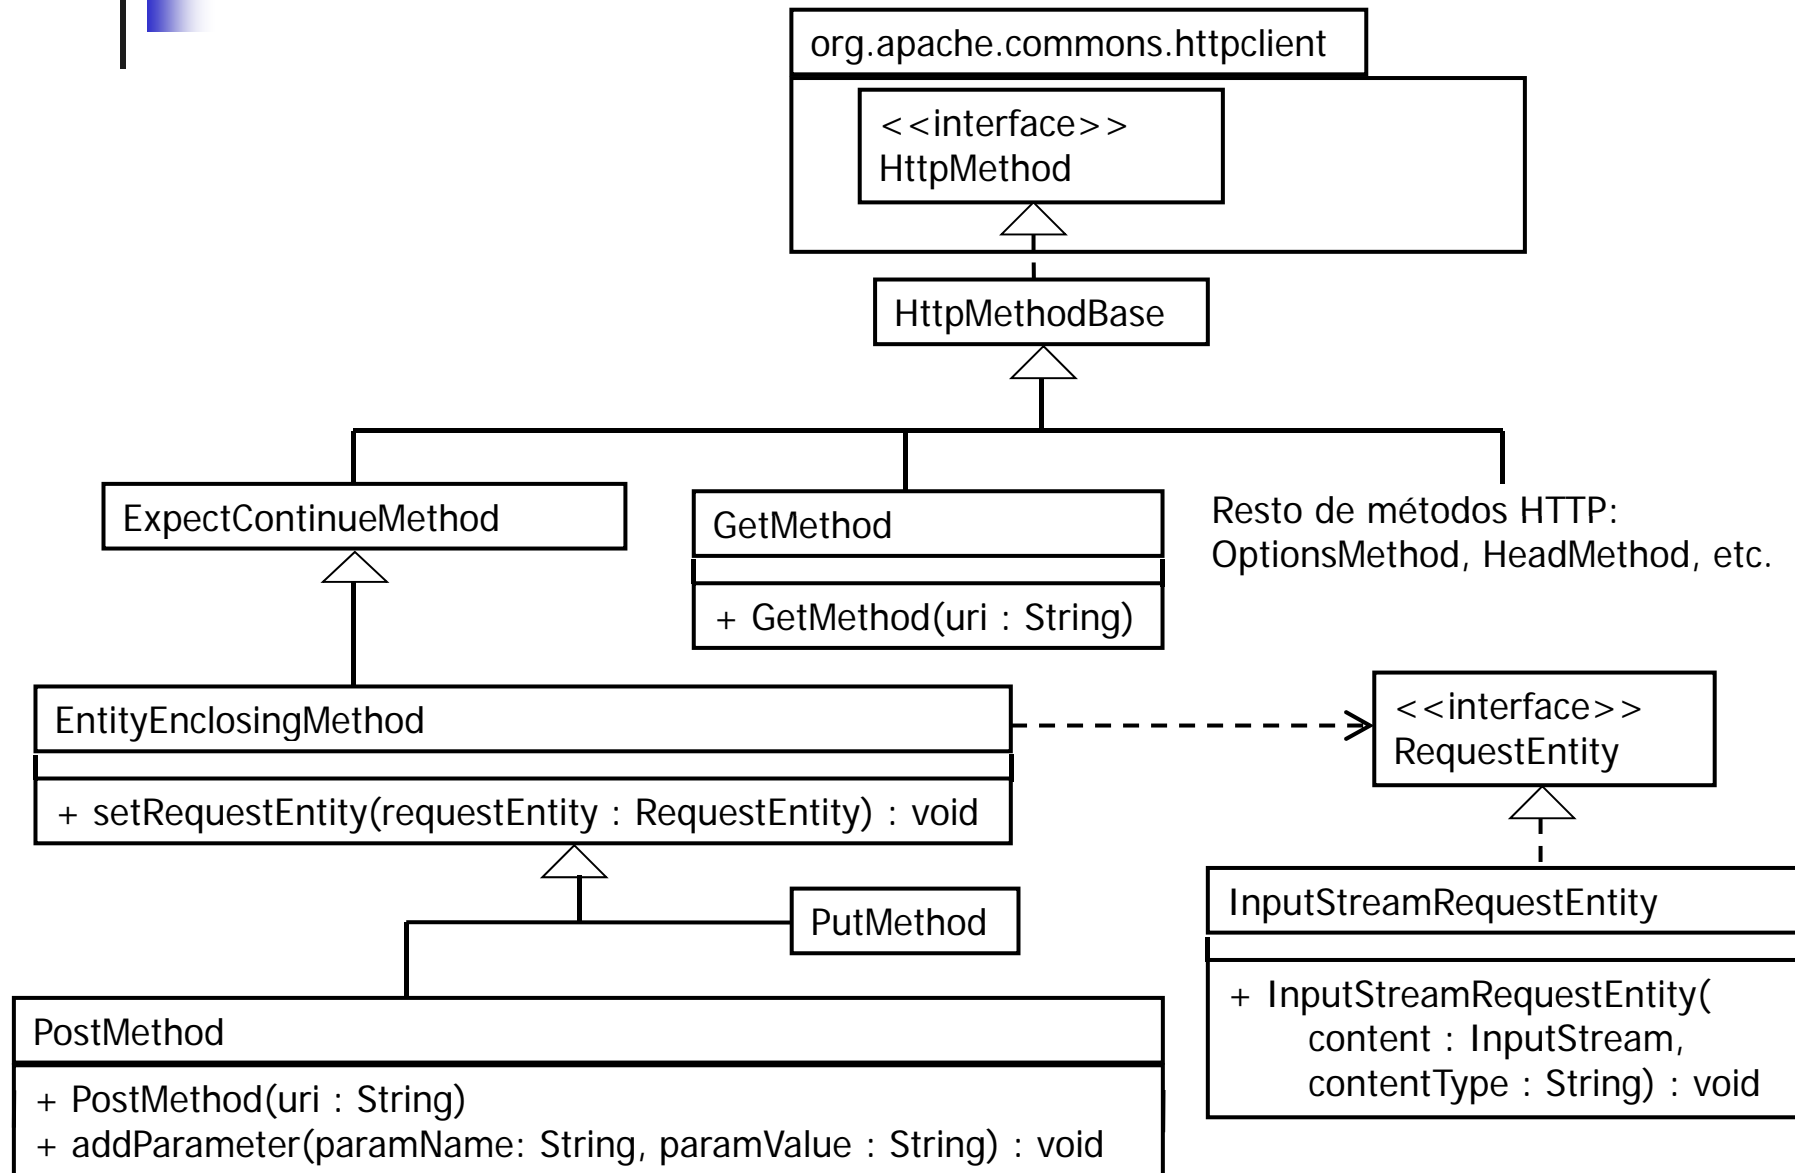 org.apache.commons.httpclient
<<interface>>
HttpMethod
HttpMethodBase
ExpectContinueMethod
GetMethod
+ GetMethod(uri : String)
Resto de métodos HTTP:
OptionsMethod, HeadMethod, etc.
EntityEnclosingMethod
+ setRequestEntity(requestEntity : RequestEntity) : void
<<interface>>
RequestEntity
PutMethod
InputStreamRequestEntity
+ InputStreamRequestEntity(
content : InputStream,
contentType : String) : void
PostMethod
+ PostMethod(uri : String)
+ addParameter(paramName: String, paramValue : String) : void